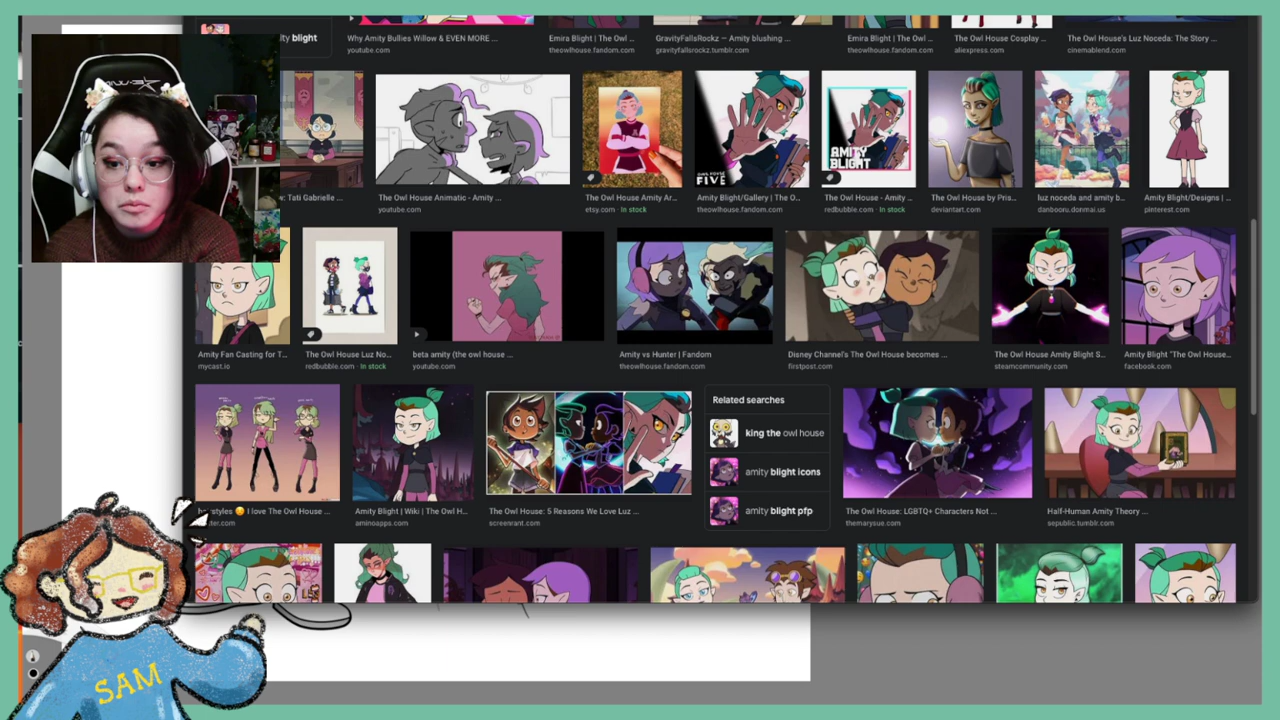 ity blight
Why Amity Bullies Willow & EVEN MORE ...
youtube.com
Emira Blight | The Owl ...
theowlhouse.fandom.com
GravityFallsRockz — Amity blushing ...
gravityfallsrockz.tumblr.com
Emira Blight | The Owl ...
theowlhouse.fandom.com
The Owl House Cosplay ...
aliexpress.com
The Owl House's Luz Noceda: The Story ...
cinemablend.com
FIVE
AMITY
BLIGHT
w: Tati Gabrielle ...
The Owl House Animatic - Amity ...
youtube.com
The Owl House Amity Ar...
etsy.com · In stock
Amity Blight/Gallery | The O...
theowlhouse.fandom.com
The Owl House - Amity ...
redbubble.com · In stock
The Owl House by Pris...
deviantart.com
luz noceda and amity b...
danbooru.donmai.us
Amity Blight/Designs | ...
pinterest.com
Amity Fan Casting for T...
mycast.io
The Owl House Luz No...
redbubble.com · In stock
beta amity (the owl house ...
youtube.com
Amity vs Hunter | Fandom
theowlhouse.fandom.com
Disney Channel's The Owl House becomes ...
firstpost.com
The Owl House Amity Blight S...
steamcommunity.com
Amity Blight "The Owl House...
facebook.com
Related searches
king the owl house
amity blight icons
amity blight pfp
styles I love The Owl House ...
der.com
Amity Blight | Wiki | The Owl H...
aminoapps.com
The Owl House: 5 Reasons We Love Luz ...
screenrant.com
The Owl House: LGBTQ+ Characters Not ...
themarysue.com
Half-Human Amity Theory ...
sepublic.tumblr.com
SAM